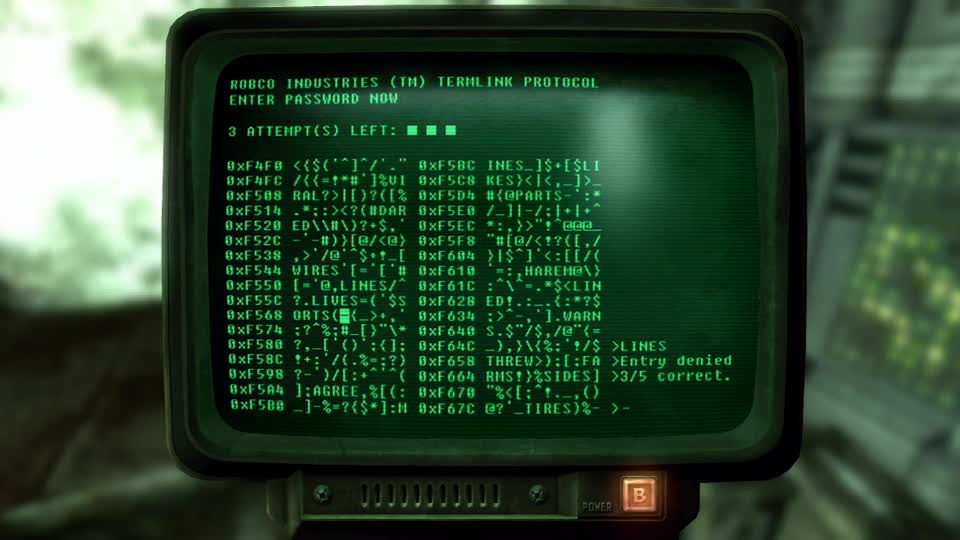 ROBCO INDUSTRIES (TM) TERMLINK PROTOCOL
ENTER PASSWORD NOW
3 ATTEMPT(S) LEFT: ■ ■ ■
0xF4F0 <{$('^]^/'." 0xF5BC INES_]$+[$LI
0xF4FC /{{=!*#']%VI 0xF5C8 KES}<|<,_]>_
0xF508 RAL?>|[)?([% 0xF5D4 #{@PARTS-':*
0xF514 .*;:><?(#DAR 0xF5E0 /_]|-/;|+|+^
0xF520 ED\\#\)?+$,' 0xF5EC *:,}>"!'@@@_
0xF52C -'-#)}[@/<@} 0xF5F8 "#[@/<!?([,/
0xF538 ,>'/@'^$+!_[ 0xF604 }|$^]'<:[[/(
0xF544 WIRES'[='['# 0xF610 '=:,HAREM@\}
0xF550 [='@,LINES/^ 0xF61C :^\^=.*$<LIN
0xF55C ?.LIVES=('$S 0xF628 ED!.:_.{:*?$
0xF568 ORTS(={_>+,' 0xF634 :>^-,'].WARN
0xF574 :?^%;#_[}"\* 0xF640 S.$"/$,/@"{=
0xF580 ?,_['()':{]; 0xF64C _),}\{%;'!/$ >LINES
0xF58C !+:'/(.%=:?) 0xF658 THREW>};[;FA >Entry denied
0xF598 ?-')/[:+^'^( 0xF664 RMS!}%SIDES] >3/5 correct.
0xF5A4 ];AGREE,%[(: 0xF670 "%<[;^!._,()
0xF5B0 _]-%=?{$*]:M 0xF67C @?'_TIRES)%- >-
POWER
B